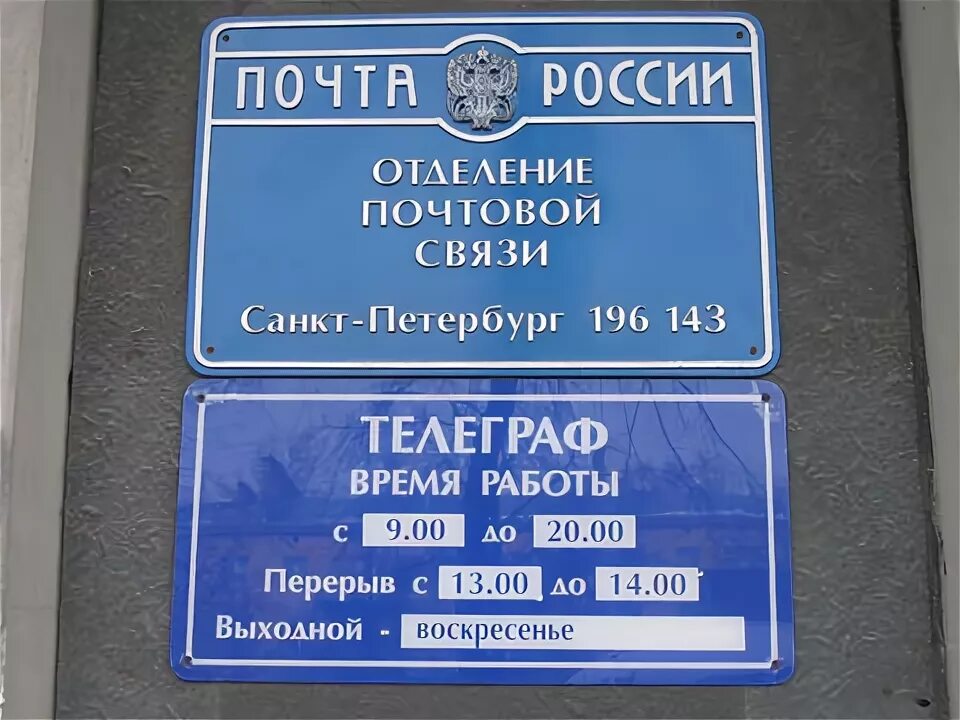 ПОЧТА РОССИИ
ОТДЕЛЕНИЕ
ПОЧТОВОЙ
СВЯЗИ
Санкт-Петербург 196 143
ТЕЛЕГРАФ
ВРЕМЯ РАБОТЫ
с 9.00 до 20.00
Перерыв с 13.00 до 14.00
Выходной - воскресенье